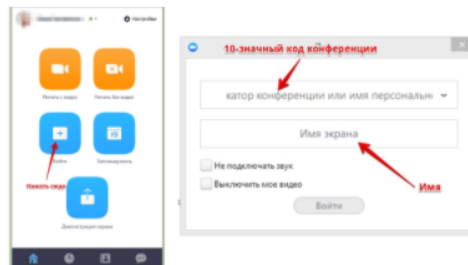 Настройки
Начать с видео
Начать без видео
Войти
Запланировать
Нажать сюда
Демонстрация экрана
10-значный код конференции
катор конференции или имя персональн
Имя экрана
Не подключать звук
Выключить мое видео
Имя
Войти